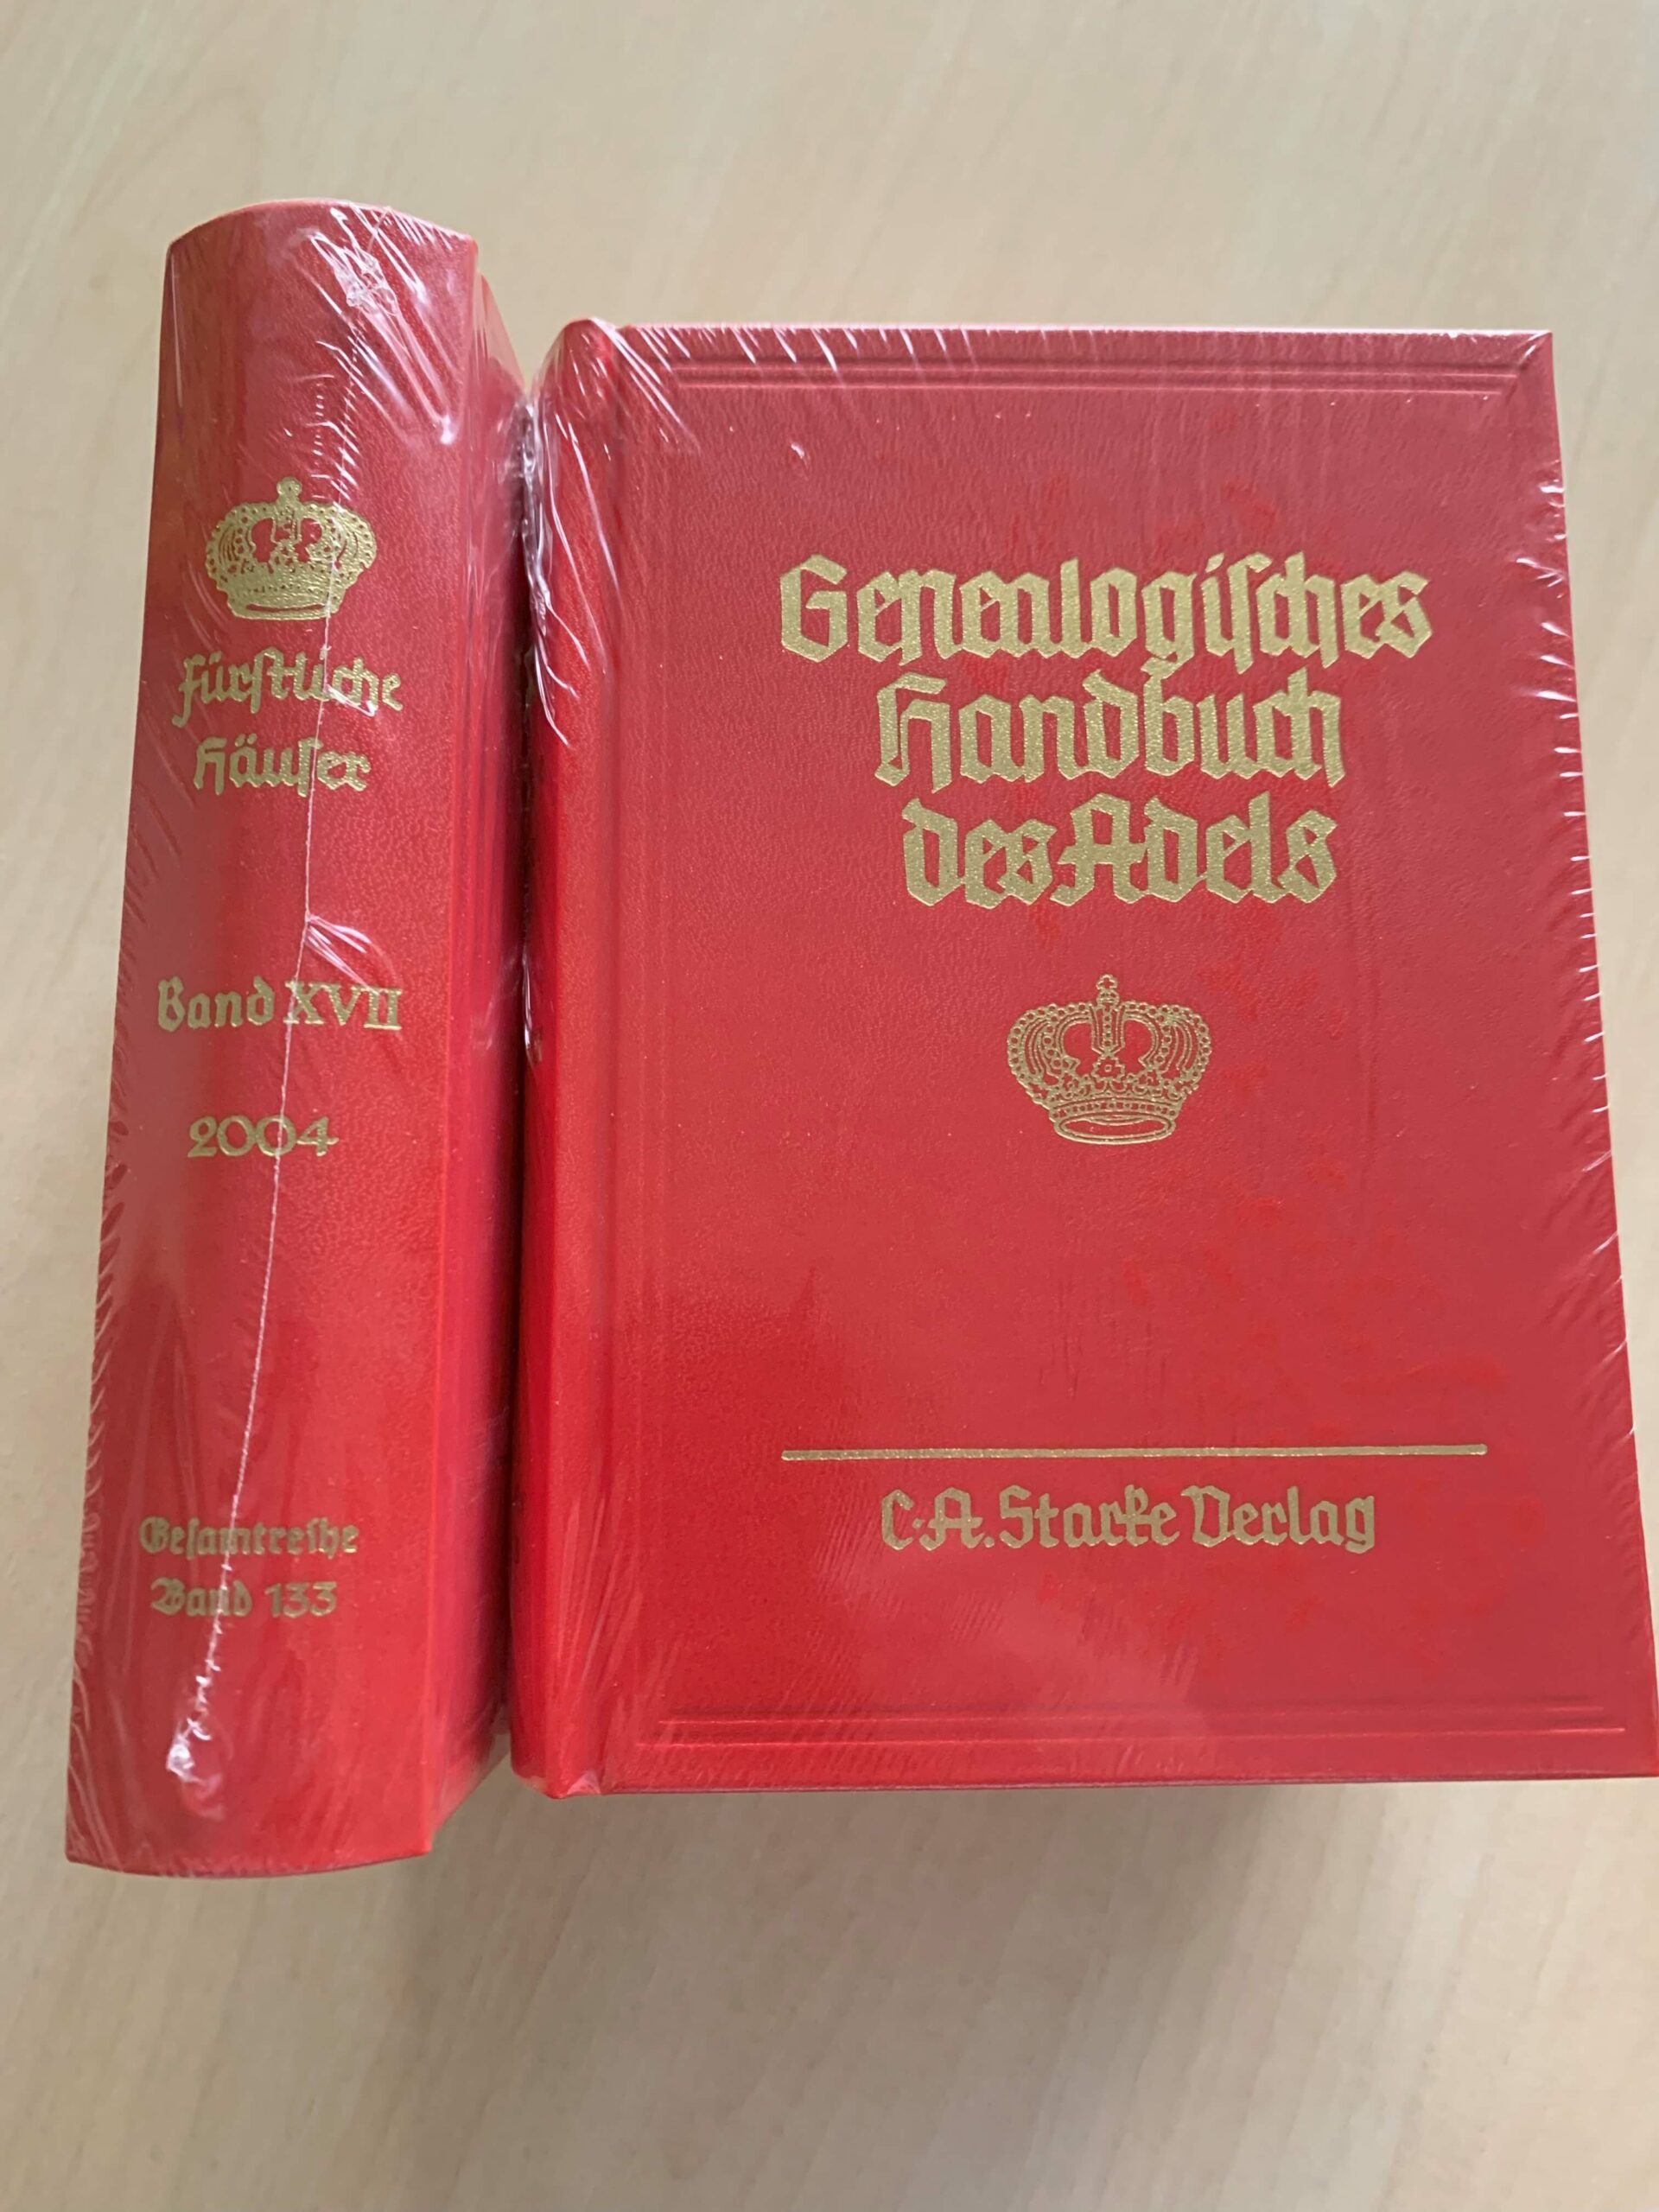 Fürſtliche
Häuſer
Band XVII
2004
Geſamtreihe
Band 133
Genealogiſches
Handbuch
des Adels
C. A. Starke Verlag